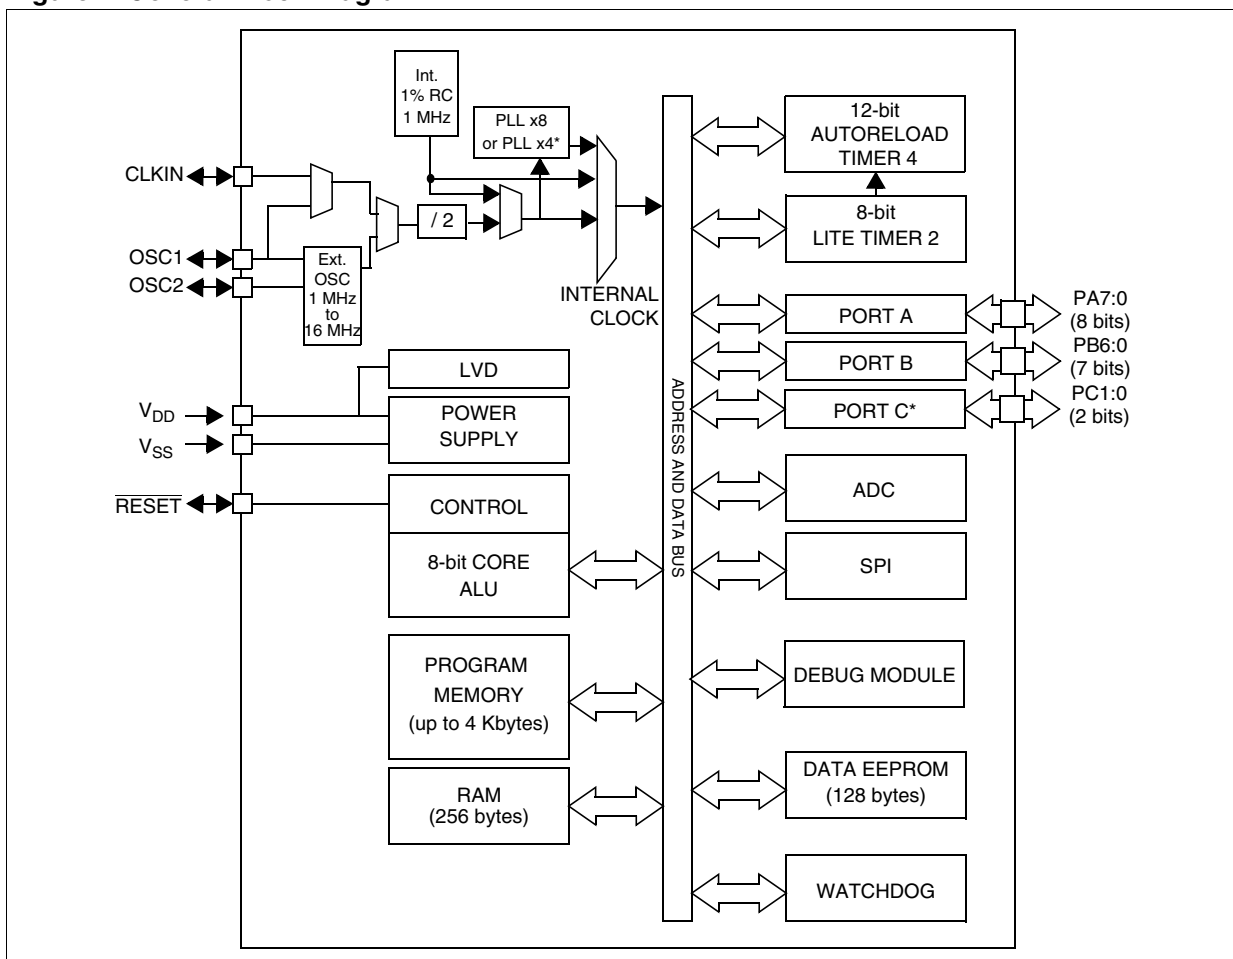 Int.
1% RC
1 MHz
PLL x8
or PLL x4*
12-bit
AUTORELOAD
TIMER 4
CLKIN
/ 2
8-bit
LITE TIMER 2
OSC1
OSC2
Ext.
OSC
1 MHz
to
16 MHz
INTERNAL
CLOCK
PORT A
PA7:0
(8 bits)
PORT B
PB6:0
(7 bits)
PORT C*
PC1:0
(2 bits)
LVD
VDD
VSS
POWER
SUPPLY
ADDRESS AND DATA BUS
RESET
CONTROL
8-bit CORE
ALU
ADC
SPI
PROGRAM
MEMORY
(up to 4 Kbytes)
DEBUG MODULE
RAM
(256 bytes)
DATA EEPROM
(128 bytes)
WATCHDOG